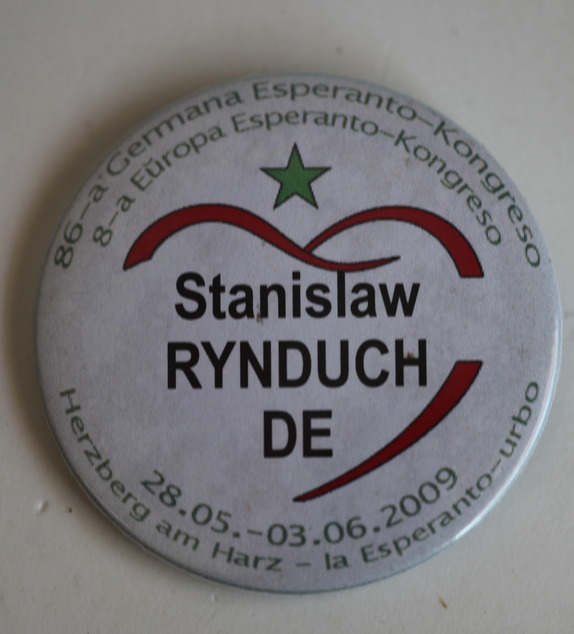 86-a Germana Esperanto-Kongreso
8-a Eŭropa Esperanto-Kongreso
Stanislaw
RYNDUCH
DE
28.05.-03.06.2009
Herzberg am Harz - la Esperanto-urbo